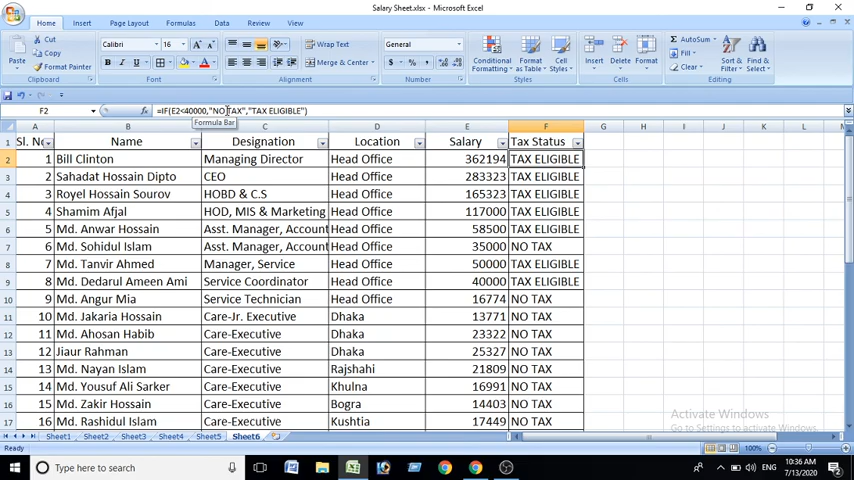 Salary Sheet.xlsx - Microsoft Excel
Home Insert Page Layout Formulas Data Review View
Paste
Cut
Copy
Format Painter
Clipboard
Calibri 16
Font
Wrap Text
Merge & Center
Alignment
General
Number
Conditional Formatting
Format as Table
Cell Styles
Styles
Insert Delete Format
Cells
AutoSum
Fill
Clear
Sort & Filter
Find & Select
Editing
F2 =IF(E2<40000,"NO TAX","TAX ELIGIBLE")
Formula Bar
A B C D E F G H I J K L M
1 Sl. No Name Designation Location Salary Tax Status
2 1 Bill Clinton Managing Director Head Office 362194 TAX ELIGIBLE
3 2 Sahadat Hossain Dipto CEO Head Office 283323 TAX ELIGIBLE
4 3 Royel Hossain Sourov HOBD & C.S Head Office 165323 TAX ELIGIBLE
5 4 Shamim Afjal HOD, MIS & Marketing Head Office 117000 TAX ELIGIBLE
6 5 Md. Anwar Hossain Asst. Manager, Account Head Office 58500 TAX ELIGIBLE
7 6 Md. Sohidul Islam Asst. Manager, Account Head Office 35000 NO TAX
8 7 Md. Tanvir Ahmed Manager, Service Head Office 50000 TAX ELIGIBLE
9 8 Md. Dedarul Ameen Ami Service Coordinator Head Office 40000 TAX ELIGIBLE
10 9 Md. Angur Mia Service Technician Head Office 16774 NO TAX
11 10 Md. Jakaria Hossain Care-Jr. Executive Dhaka 13771 NO TAX
12 11 Md. Ahosan Habib Care-Executive Dhaka 23322 NO TAX
13 12 Jiaur Rahman Care-Executive Dhaka 25327 NO TAX
14 13 Md. Nayan Islam Care-Executive Rajshahi 21809 NO TAX
15 14 Md. Yousuf Ali Sarker Care-Executive Khulna 16991 NO TAX
16 15 Md. Zakir Hossain Care-Executive Bogra 14403 NO TAX
17 16 Md. Rashidul Islam Care-Executive Kushtia 17449 NO TAX
Activate Windows
Go to Settings to activate Windows.
Sheet1 Sheet2 Sheet3 Sheet4 Sheet5 Sheet6
Ready 100%
Type here to search
ENG
10:36 AM
7/13/2020
2